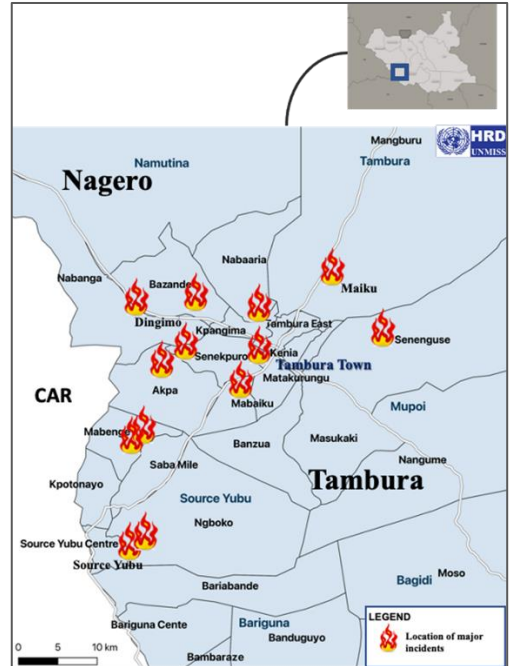 Mangburu
HRD
UNMISS
Namutina
Tambura
Nagero
Nabaaria
Nabanga
Bazande
Maiku
Dingimo
Kpangima
Tambura East
Senenguse
Senekpuro
Kenia
Tambura Town
Akpa
Matakurungu
CAR
Mabaiku
Mupoi
Mabenge
Banzua
Masukaki
Saba Mile
Nangume
Kpotonayo
Tambura
Source Yubu
Ngboko
Source Yubu Centre
Source Yubu
Moso
Bariabande
Bagidi
Bariguna Cente
Bariguna
Banduguyo
Bambaraze
LEGEND
Location of major
incidents
0 5 10 km